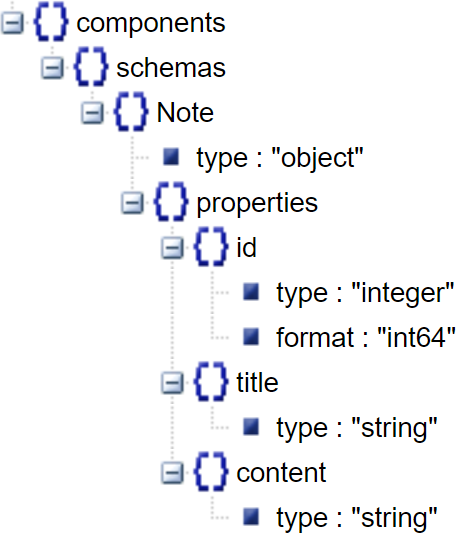 components
schemas
Note
type : "object"
properties
id
type : "integer"
format : "int64"
title
type : "string"
content
type : "string"